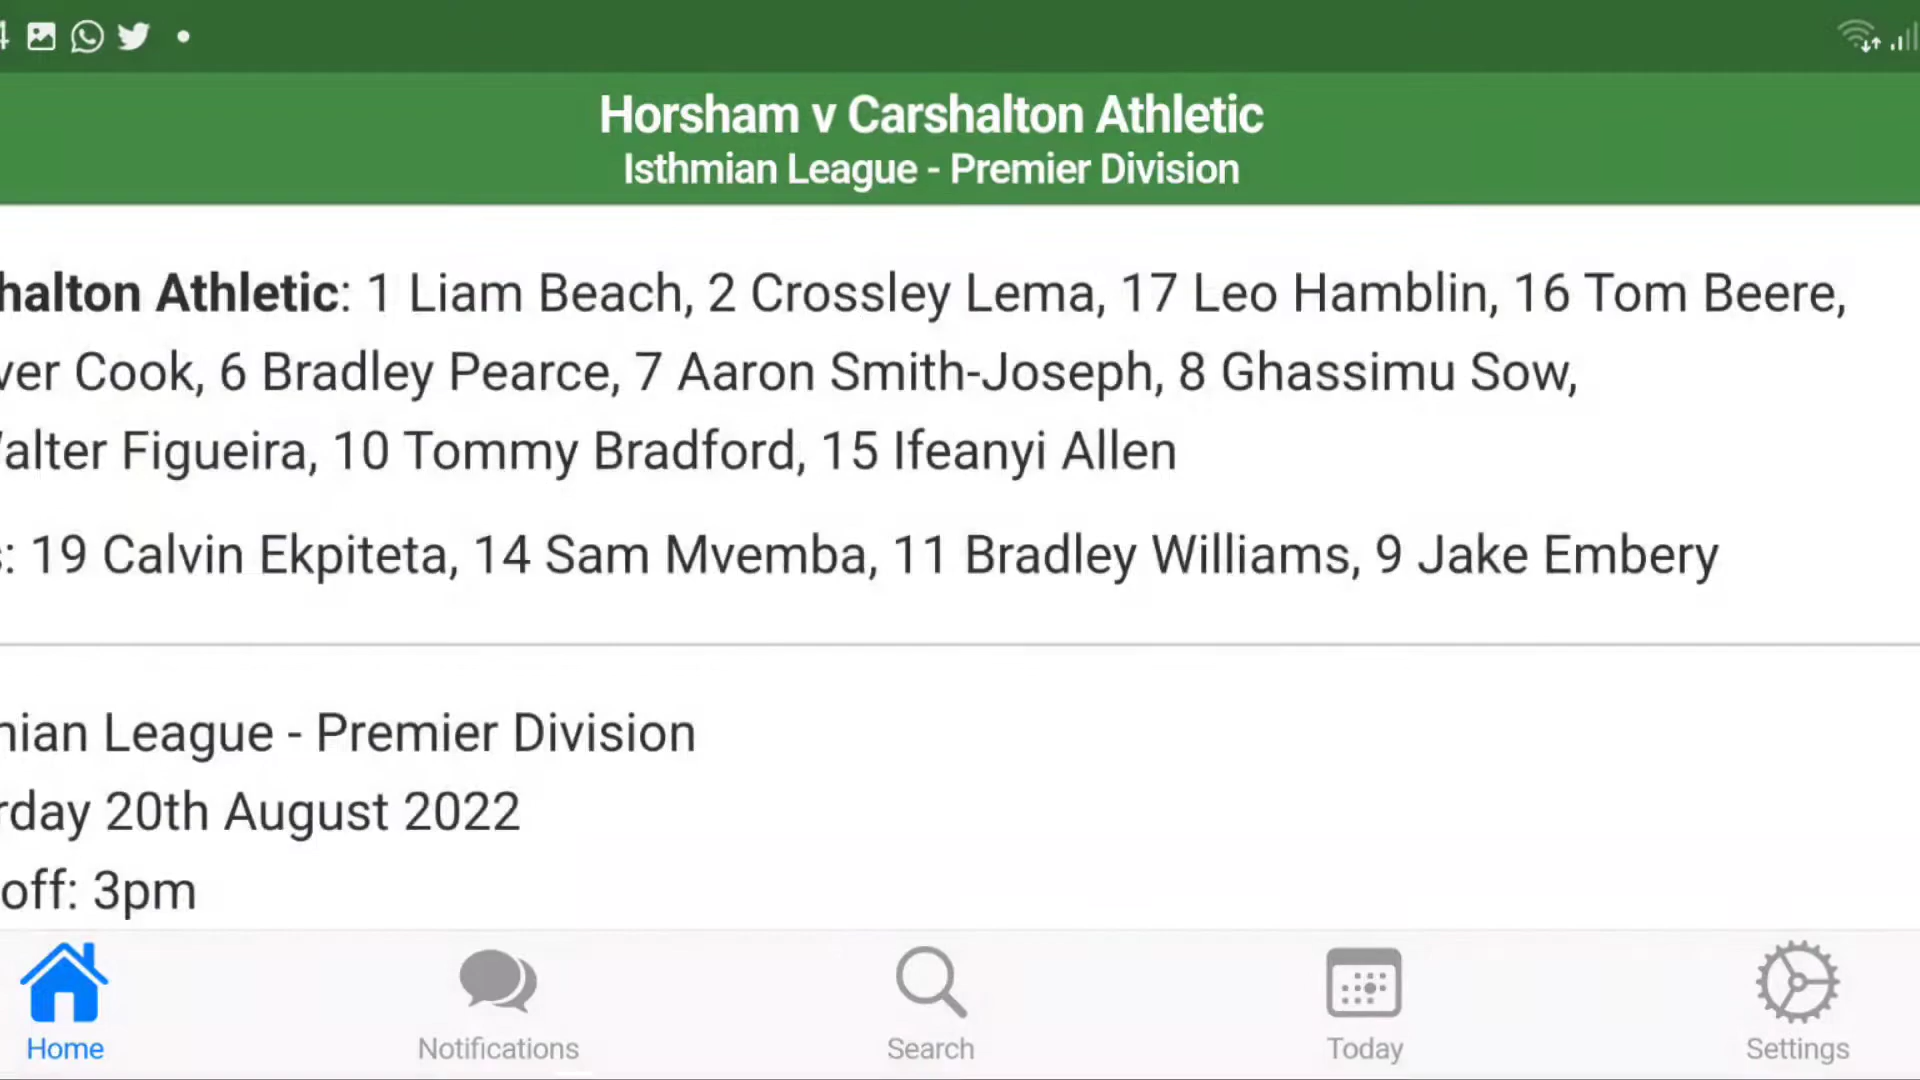 Horsham v Carshalton Athletic
Isthmian League - Premier Division
halton Athletic: 1 Liam Beach, 2 Crossley Lema, 17 Leo Hamblin, 16 Tom Beere,
ver Cook, 6 Bradley Pearce, 7 Aaron Smith-Joseph, 8 Ghassimu Sow,
alter Figueira, 10 Tommy Bradford, 15 Ifeanyi Allen
s: 19 Calvin Ekpiteta, 14 Sam Mvemba, 11 Bradley Williams, 9 Jake Embery
nian League - Premier Division
rday 20th August 2022
off: 3pm
Home Notifications Search Today Settings